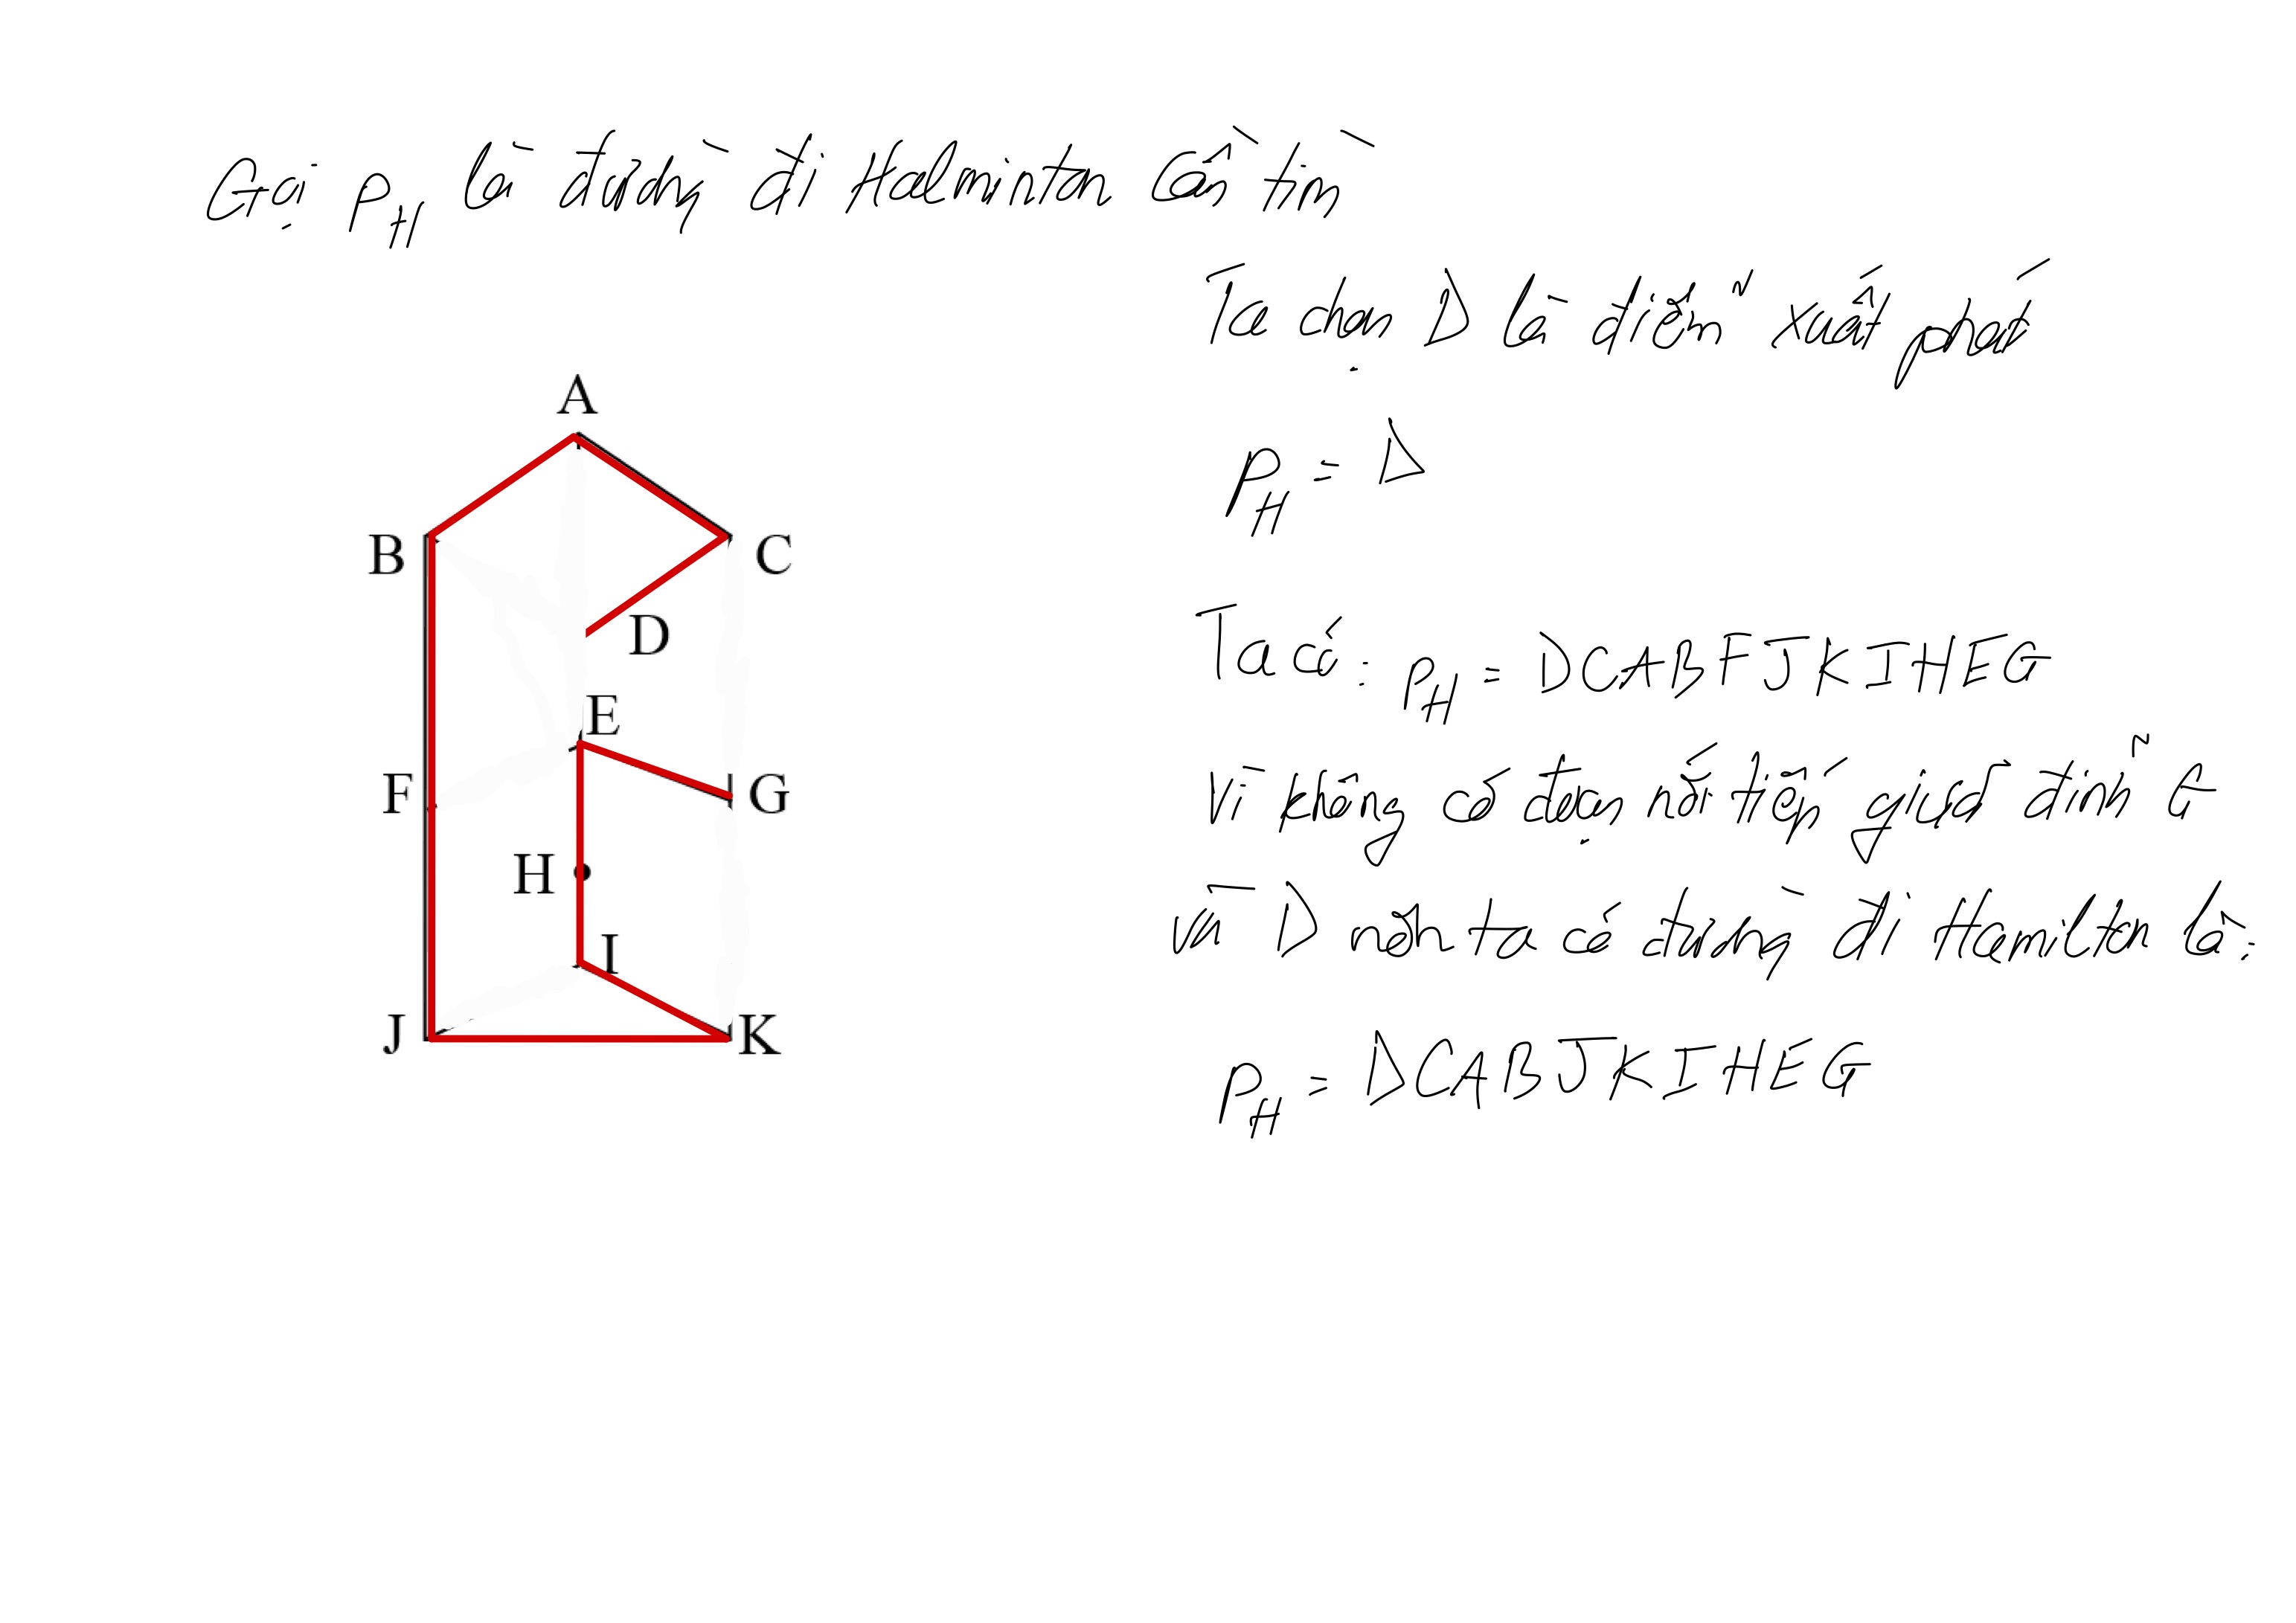 Gọi P_H là đường đi Halminton cần tìm
Ta chọn D là điểm xuất phát
A
P_H = D
B
C
D
Ta có: P_H = DCABFJKIHEG
E
Vì không có đoạn nối tiếp giữa đỉnh G
F
G
H
và D nên ta có đường đi Hamilton là:
I
J
K
P_H = DCABJKIHEG